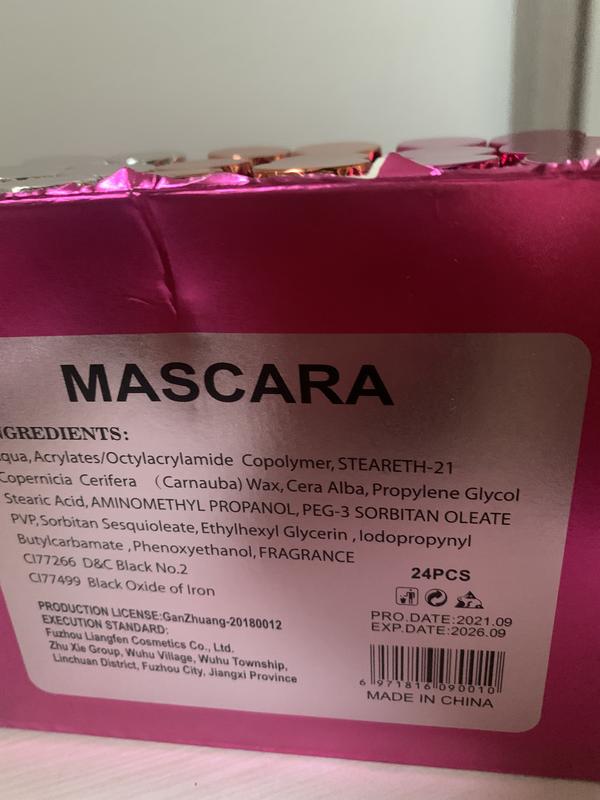 MASCARA
NGREDIENTS:
qua, Acrylates/Octylacrylamide Copolymer, STEARETH-21
Copernicia Cerifera （Carnauba) Wax, Cera Alba, Propylene Glycol
Stearic Acid, AMINOMETHYL PROPANOL, PEG-3 SORBITAN OLEATE
PVP, Sorbitan Sesquioleate, Ethylhexyl Glycerin , lodopropynyl
Butylcarbamate , Phenoxyethanol, FRAGRANCE
CI77266 D&C Black No.2
CI77499 Black Oxide of Iron
PRODUCTION LICENSE:GanZhuang-20180012
EXECUTION STANDARD:
Fuzhou Liangfen Cosmetics Co., Ltd.
Zhu Xie Group, Wuhu Village, Wuhu Township,
Linchuan District, Fuzhou City, Jiangxi Province
24PCS
PRO.DATE:2021.09
EXP.DATE:2026.09
6 971816 090010
MADE IN CHINA